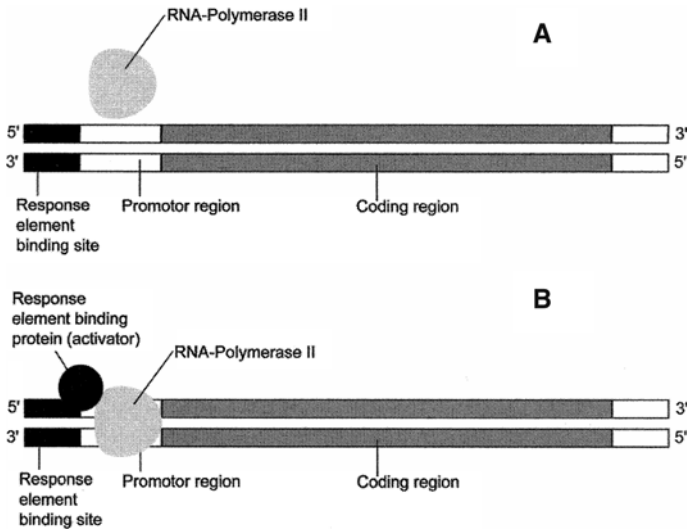 RNA-Polymerase II
A
5'
3'
3'
5'
Response
element
binding site
Promotor region
Coding region
B
Response
element binding
protein (activator)
RNA-Polymerase II
5'
3'
3'
5'
Response
element
binding site
Promotor region
Coding region